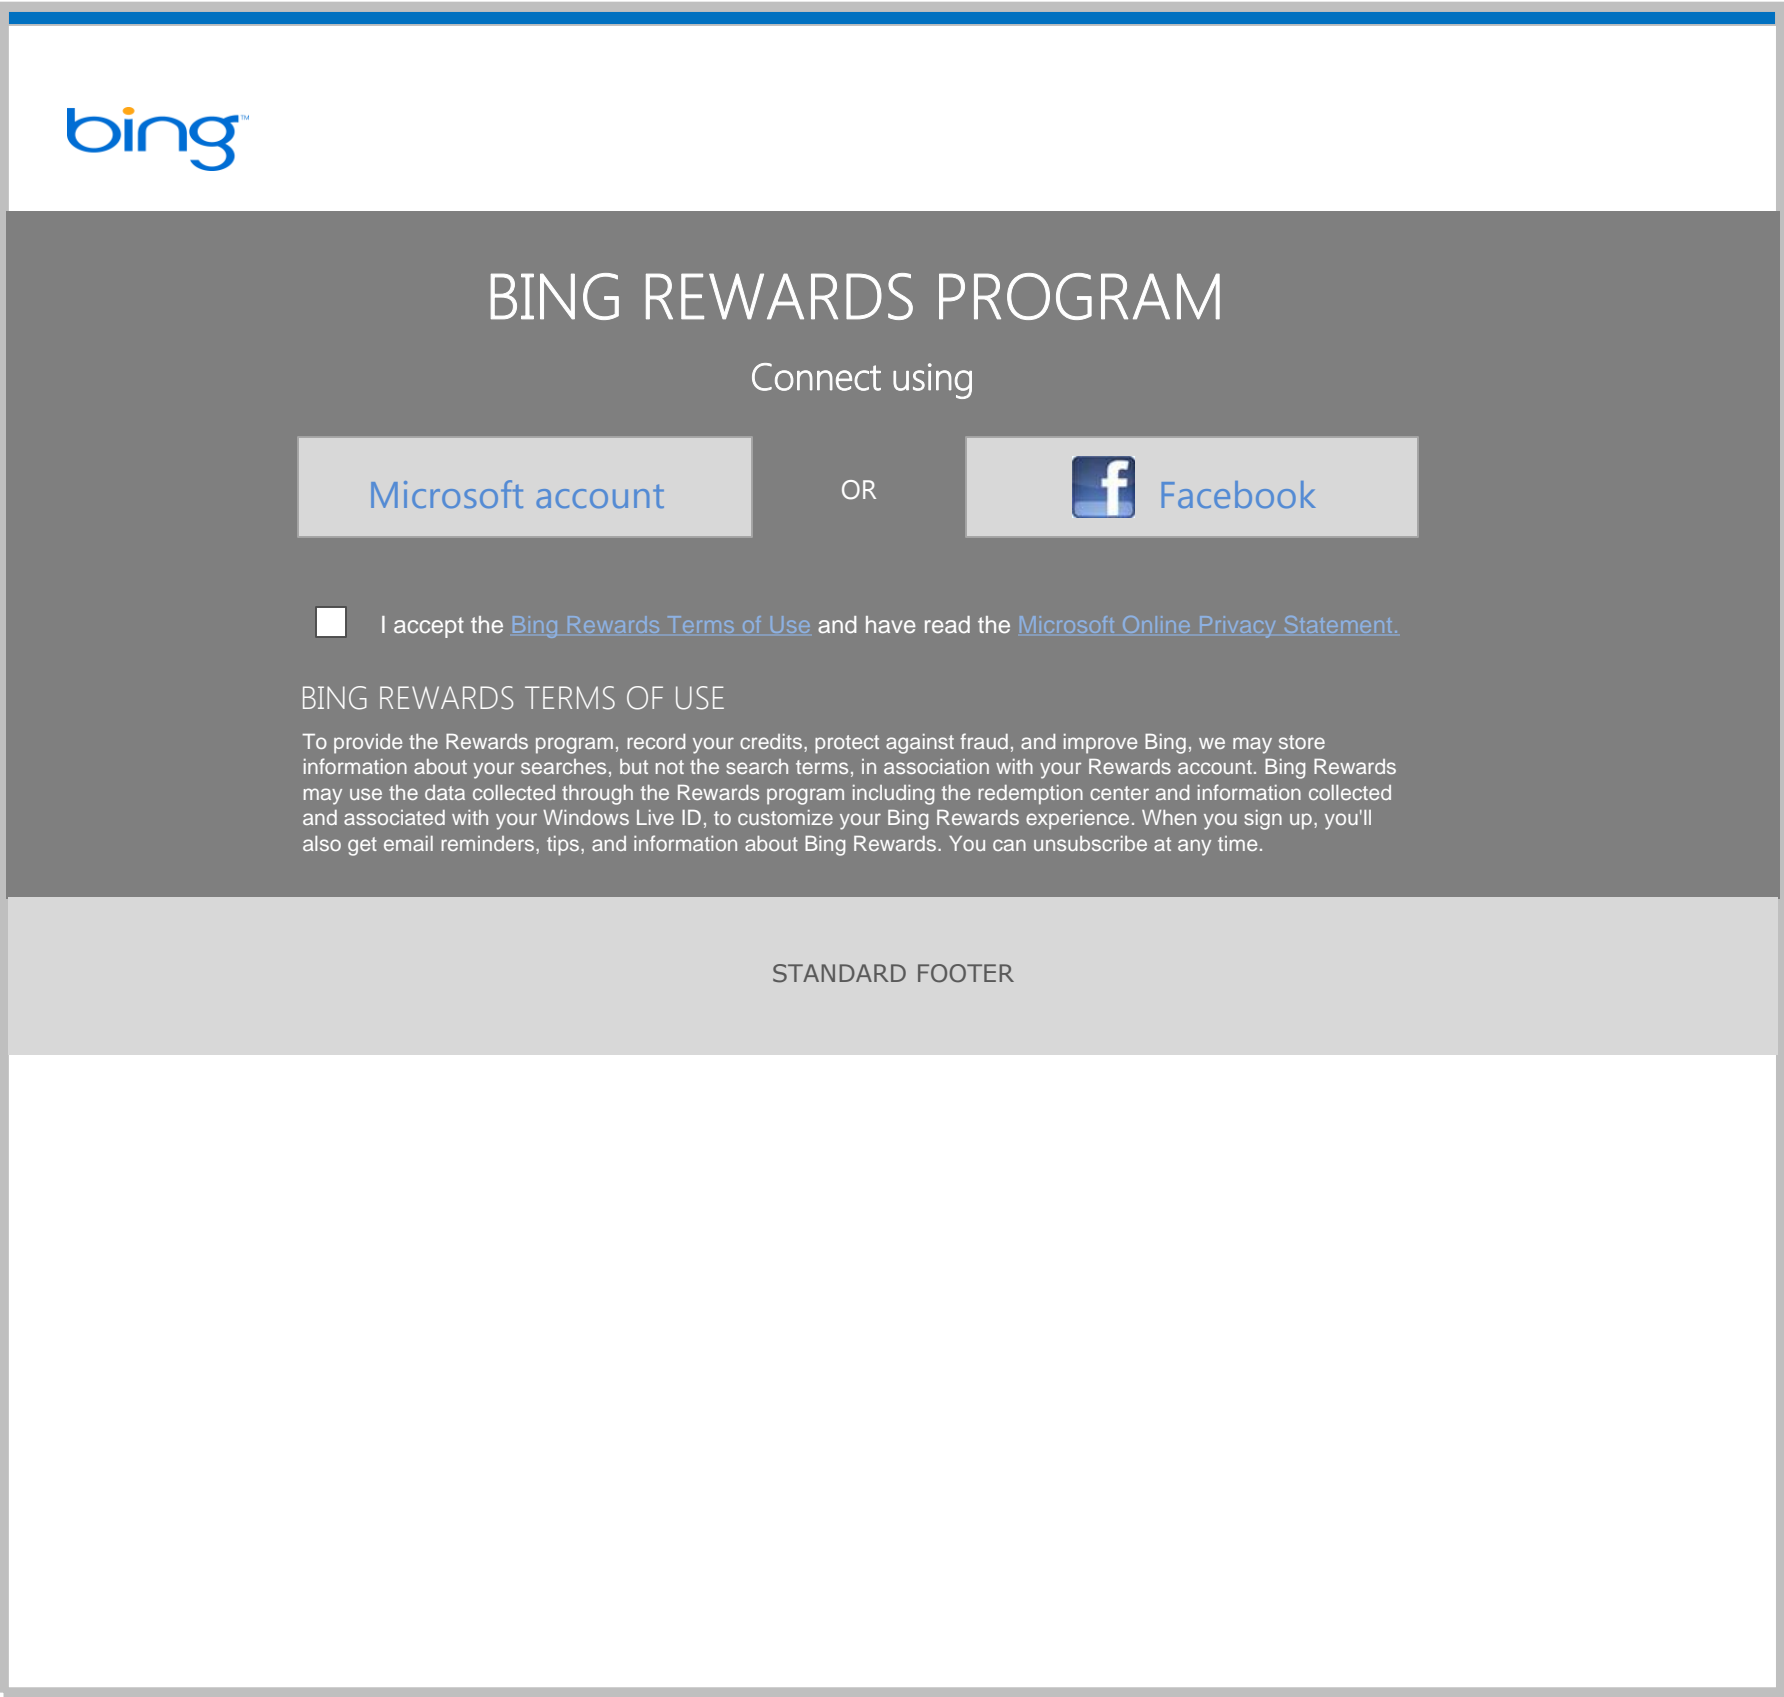 bing™
BING REWARDS PROGRAM
Connect using
Microsoft account
OR
Facebook
I accept the Bing Rewards Terms of Use and have read the Microsoft Online Privacy Statement.
BING REWARDS TERMS OF USE
To provide the Rewards program, record your credits, protect against fraud, and improve Bing, we may store
information about your searches, but not the search terms, in association with your Rewards account. Bing Rewards
may use the data collected through the Rewards program including the redemption center and information collected
and associated with your Windows Live ID, to customize your Bing Rewards experience. When you sign up, you'll
also get email reminders, tips, and information about Bing Rewards. You can unsubscribe at any time.
STANDARD FOOTER